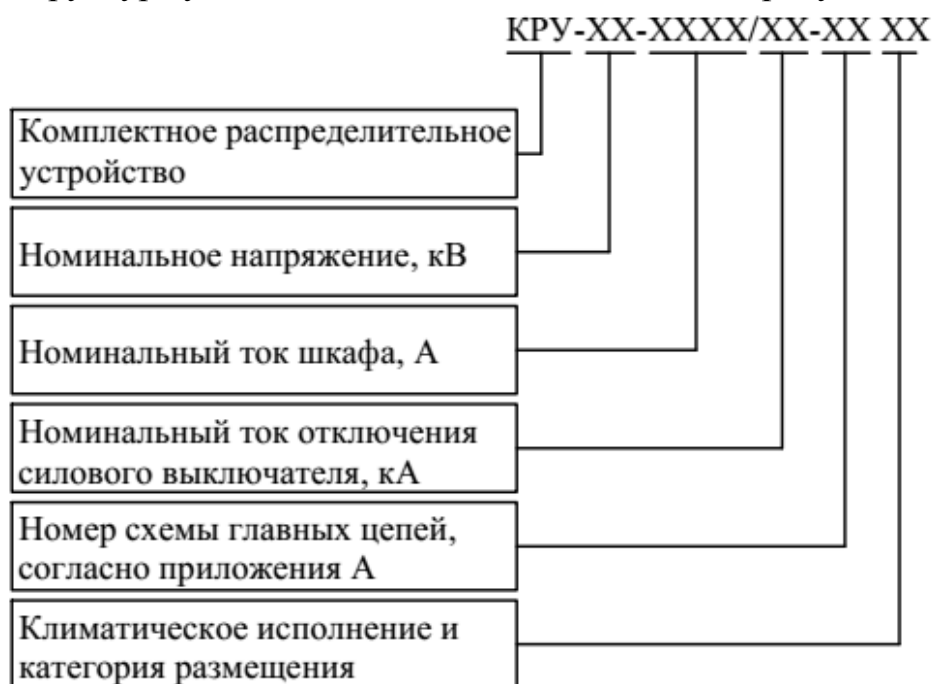 КРУ-ХХ-ХХХХ/ХХ-ХХ ХХ
Комплектное распределительное
устройство
Номинальное напряжение, кВ
Номинальный ток шкафа, А
Номинальный ток отключения
силового выключателя, кА
Номер схемы главных цепей,
согласно приложения А
Климатическое исполнение и
категория размещения